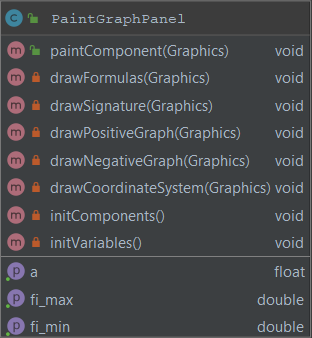 C PaintGraphPanel
m paintComponent(Graphics) void
m drawFormulas(Graphics) void
m drawSignature(Graphics) void
m drawPositiveGraph(Graphics) void
m drawNegativeGraph(Graphics) void
m drawCoordinateSystem(Graphics) void
m initComponents() void
m initVariables() void
p a float
p fi_max double
p fi_min double